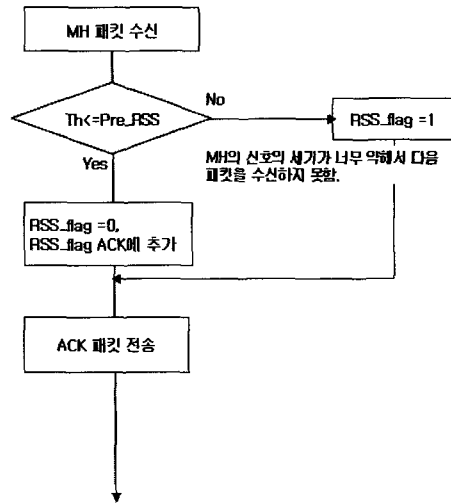 MH 패킷 수신
Th<=Pre_RSS
No
RSS_flag =1
Yes
MH의 신호의 세기가 너무 약해서 다음
패킷을 수신하지 못함.
RSS_flag =0,
RSS_flag ACK에 추가
ACK 패킷 전송